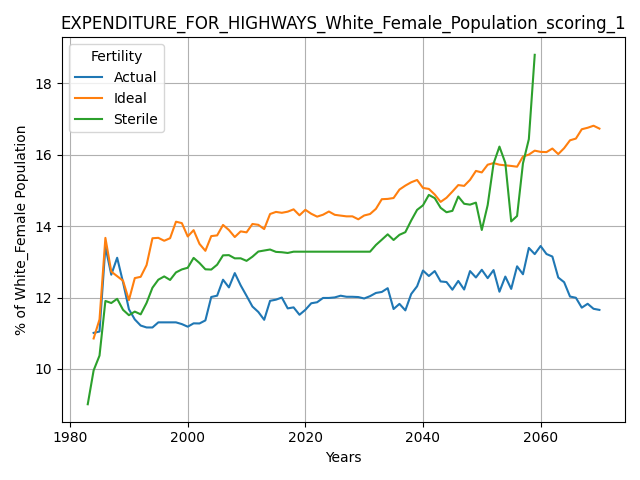 EXPENDITURE_FOR_HIGHWAYS_White_Female_Population_scoring_1
Fertility
Actual
Ideal
Sterile
% of White_Female Population
18
16
14
12
10
1980
2000
2020
2040
2060
Years